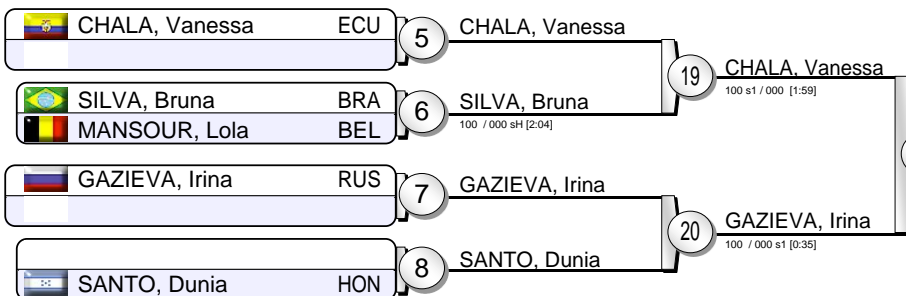 CHALA, Vanessa ECU
5
CHALA, Vanessa
19
CHALA, Vanessa
100 s1 / 000 [1:59]
SILVA, Bruna BRA
MANSOUR, Lola BEL
6
SILVA, Bruna
100 / 000 sH [2:04]
GAZIEVA, Irina RUS
7
GAZIEVA, Irina
20
GAZIEVA, Irina
100 / 000 s1 [0:35]
SANTO, Dunia HON
8
SANTO, Dunia